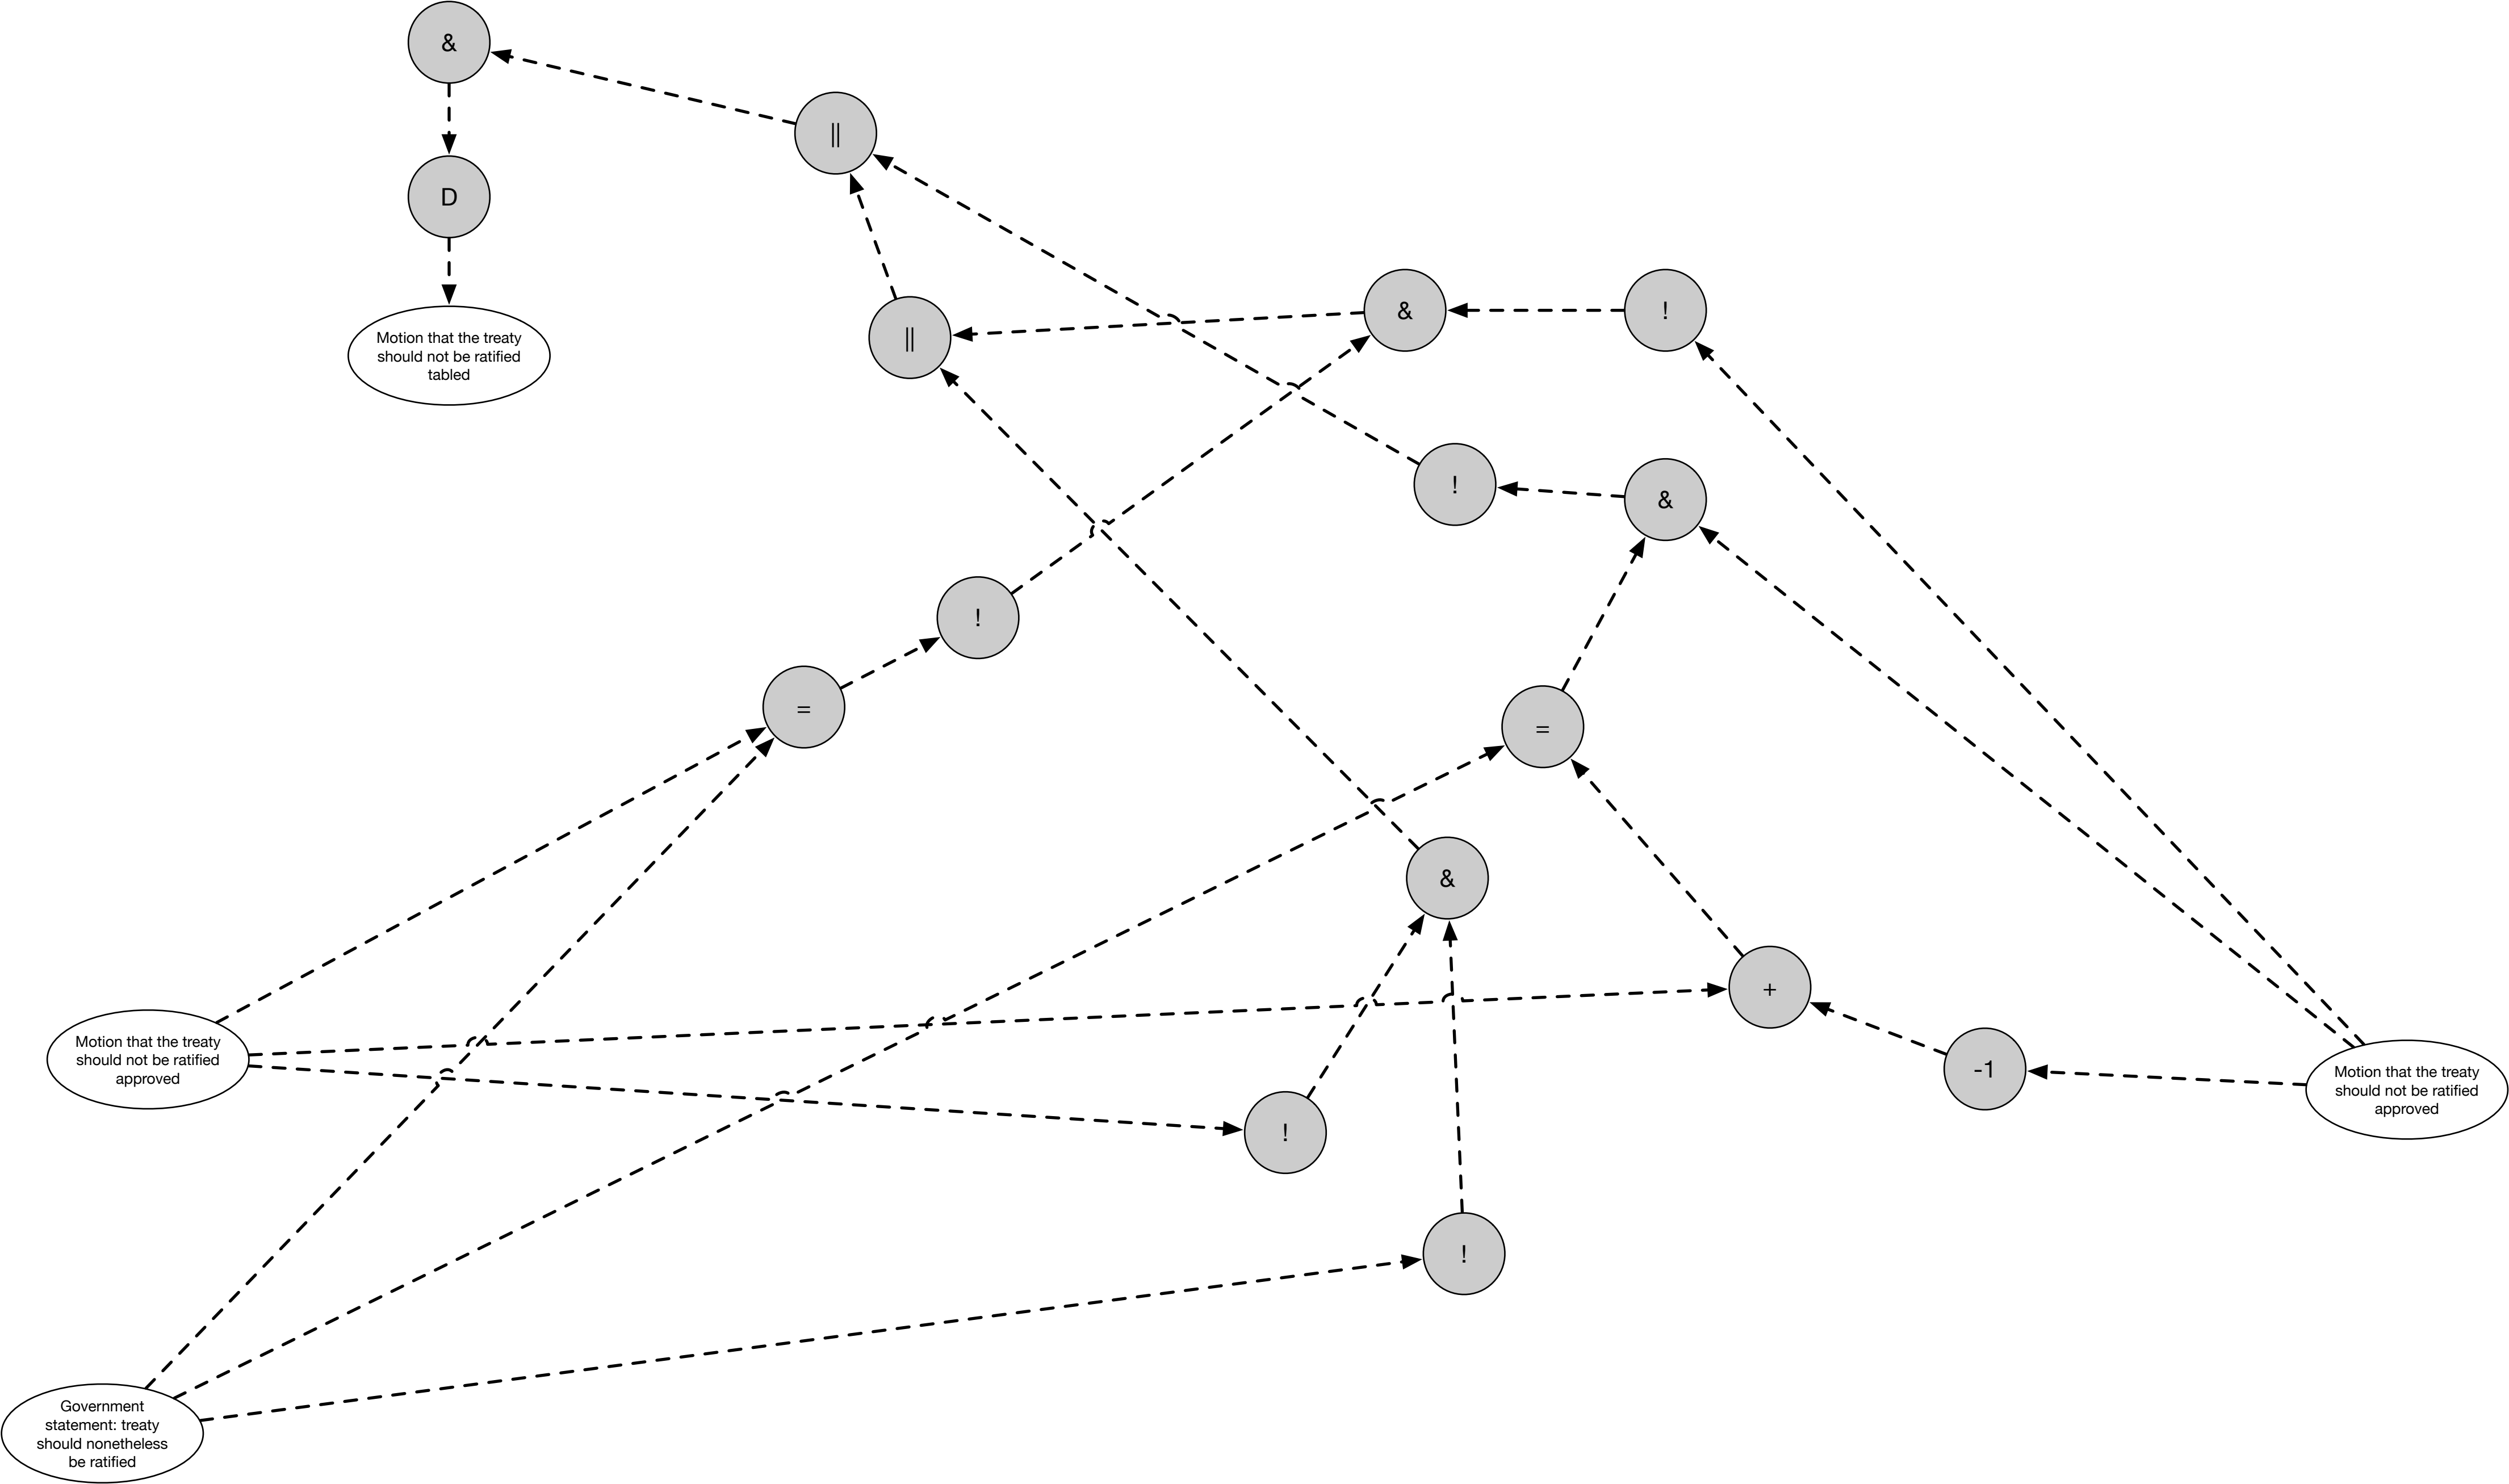 &
||
D
&
!
Motion that the treaty
should not be ratified
tabled
||
!
&
!
=
=
&
+
Motion that the treaty
should not be ratified
approved
-1
Motion that the treaty
should not be ratified
approved
!
!
Government
statement: treaty
should nonetheless
be ratified